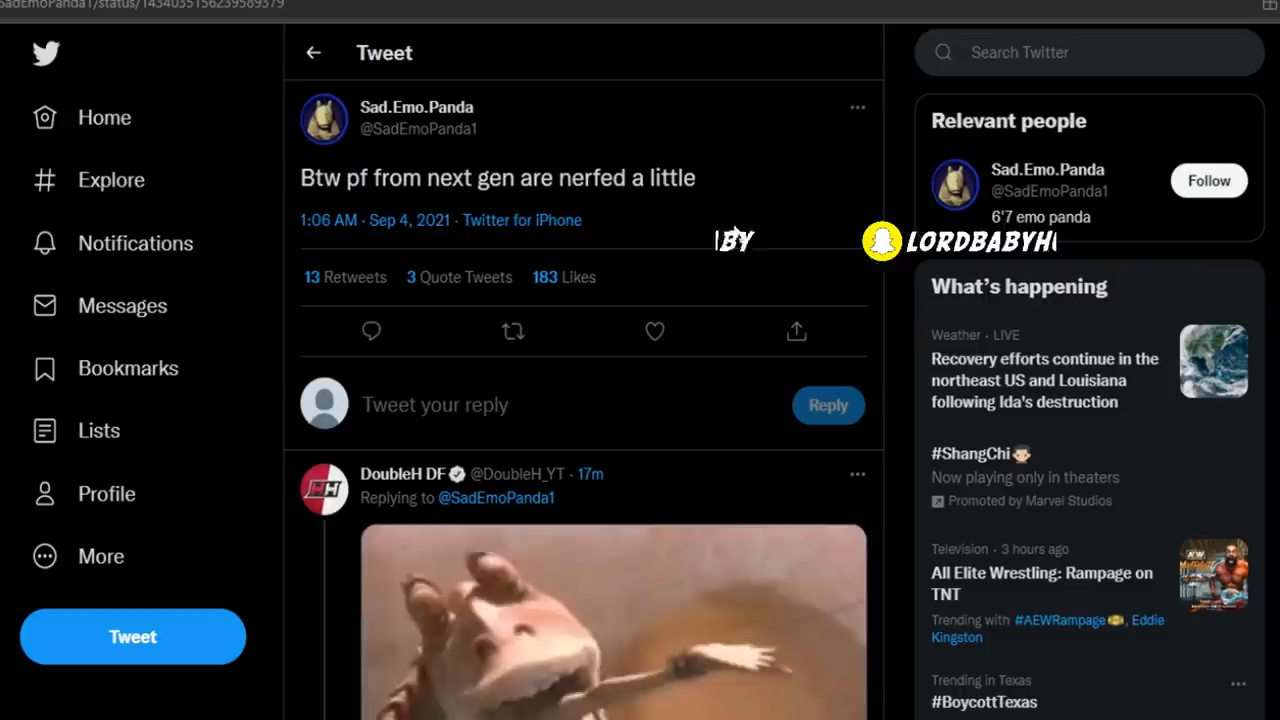 SadEmoPanda1/status/1434035156239589379
Home
Explore
Notifications
Messages
Bookmarks
Lists
Profile
More
Tweet
Tweet
Sad.Emo.Panda
@SadEmoPanda1
Btw pf from next gen are nerfed a little
1:06 AM · Sep 4, 2021 · Twitter for iPhone
13 Retweets 3 Quote Tweets 183 Likes
Tweet your reply
Reply
DoubleH DF @DoubleH_YT · 17m
Replying to @SadEmoPanda1
BY
LORDBABYH
Search Twitter
Relevant people
Sad.Emo.Panda
@SadEmoPanda1
Follow
6'7 emo panda
What's happening
Weather · LIVE
Recovery efforts continue in the
northeast US and Louisiana
following Ida's destruction
#ShangChi
Now playing only in theaters
Promoted by Marvel Studios
Television · 3 hours ago
All Elite Wrestling: Rampage on
TNT
Trending with #AEWRampage, Eddie
Kingston
Trending in Texas
#BoycottTexas